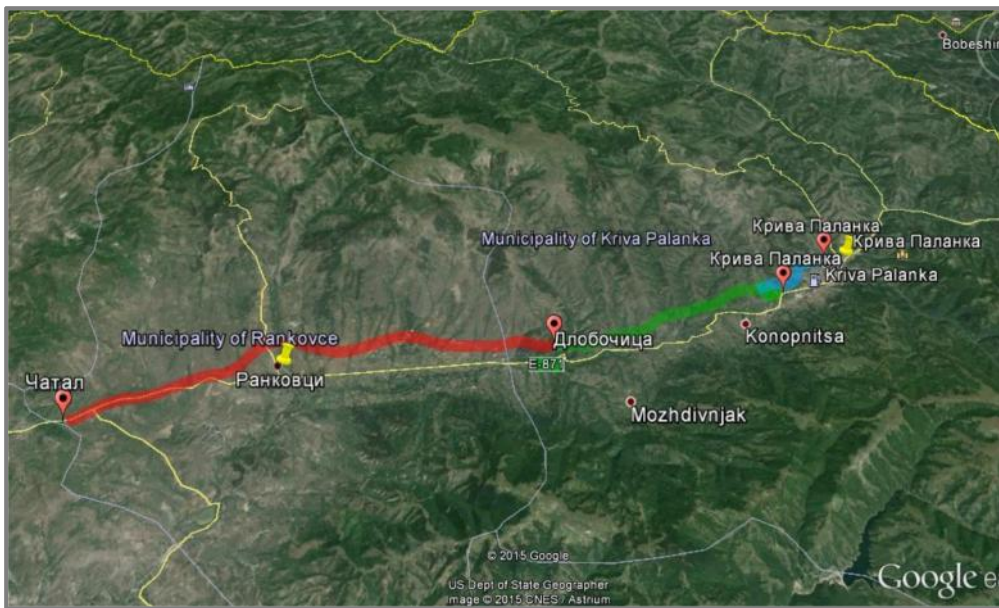 Bobeshin
Municipality of Kriva Palanka
Крива Паланка
Крива Паланка
Крива Паланка
Kriva Palanka
Konopnitsa
Municipality of Rankovce
Длобочица
E 871
Ранковци
Чатал
Mozhdivnjak
© 2015 Google
US Dept of State Geographer
Image © 2015 CNES / Astrium
Google e